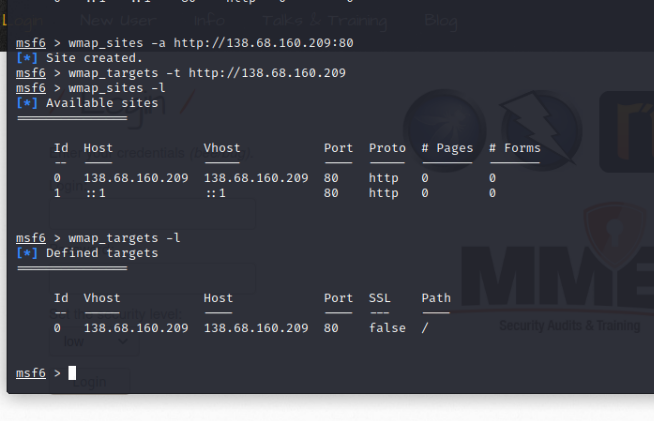 Login New User Info Talks & Training Blog
msf6 > wmap_sites -a http://138.68.160.209:80
[*] Site created.
msf6 > wmap_targets -t http://138.68.160.209
msf6 > wmap_sites -l
[*] Available sites
===============
Id Host Vhost Port Proto # Pages # Forms
-- ---- ----- ---- ----- ------- -------
0 138.68.160.209 138.68.160.209 80 http 0 0
1 ::1 ::1 80 http 0 0
msf6 > wmap_targets -l
[*] Defined targets
===============
Id Vhost Host Port SSL Path
-- ----- ---- ---- --- ----
0 138.68.160.209 138.68.160.209 80 false /
low
Login
MME
Security Audits & Training
msf6 >